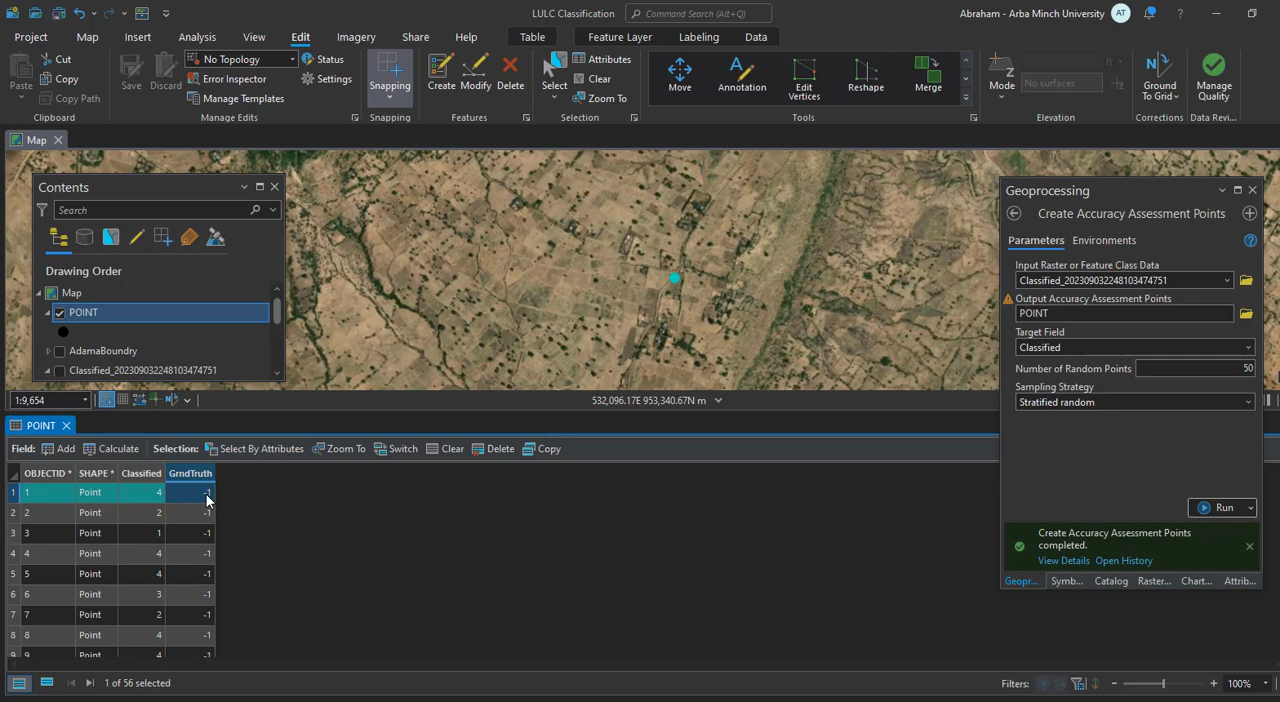 LULC Classification
Command Search (Alt+Q)
Abraham - Arba Minch University
AT
?
Project
Map
Insert
Analysis
View
Edit
Imagery
Share
Help
Table
Feature Layer
Labeling
Data
Paste
Cut
Copy
Copy Path
Clipboard
Save
Discard
No Topology
Error Inspector
Manage Templates
Status
Settings
Manage Edits
Snapping
Snapping
Create
Modify
Delete
Features
Select
Attributes
Clear
Zoom To
Selection
Move
Annotation
Edit
Vertices
Reshape
Merge
Tools
Mode
ft
No surfaces
Elevation
Ground
To Grid
Corrections
Manage
Quality
Data Revi...
Map
Contents
Search
Drawing Order
Map
POINT
AdamaBoundry
Classified_202309032248103474751
1:9,654
532,096.17E 953,340.67N m
Geoprocessing
Create Accuracy Assessment Points
Parameters
Environments
?
Input Raster or Feature Class Data
Classified_202309032248103474751
Output Accuracy Assessment Points
POINT
Target Field
Classified
Number of Random Points
50
Sampling Strategy
Stratified random
Run
Create Accuracy Assessment Points
completed.
View Details Open History
Geopr...
Symb...
Catalog
Raster...
Chart...
Attrib...
POINT
Field: Add Calculate Selection: Select By Attributes Zoom To Switch Clear Delete Copy
OBJECTID * SHAPE * Classified GrndTruth
1 1 Point 4 -1
2 2 Point 2 -1
3 3 Point 1 -1
4 4 Point 4 -1
5 5 Point 4 -1
6 6 Point 3 -1
7 7 Point 2 -1
8 8 Point 4 -1
9 9 Point 4 -1
1 of 56 selected
Filters:
100%